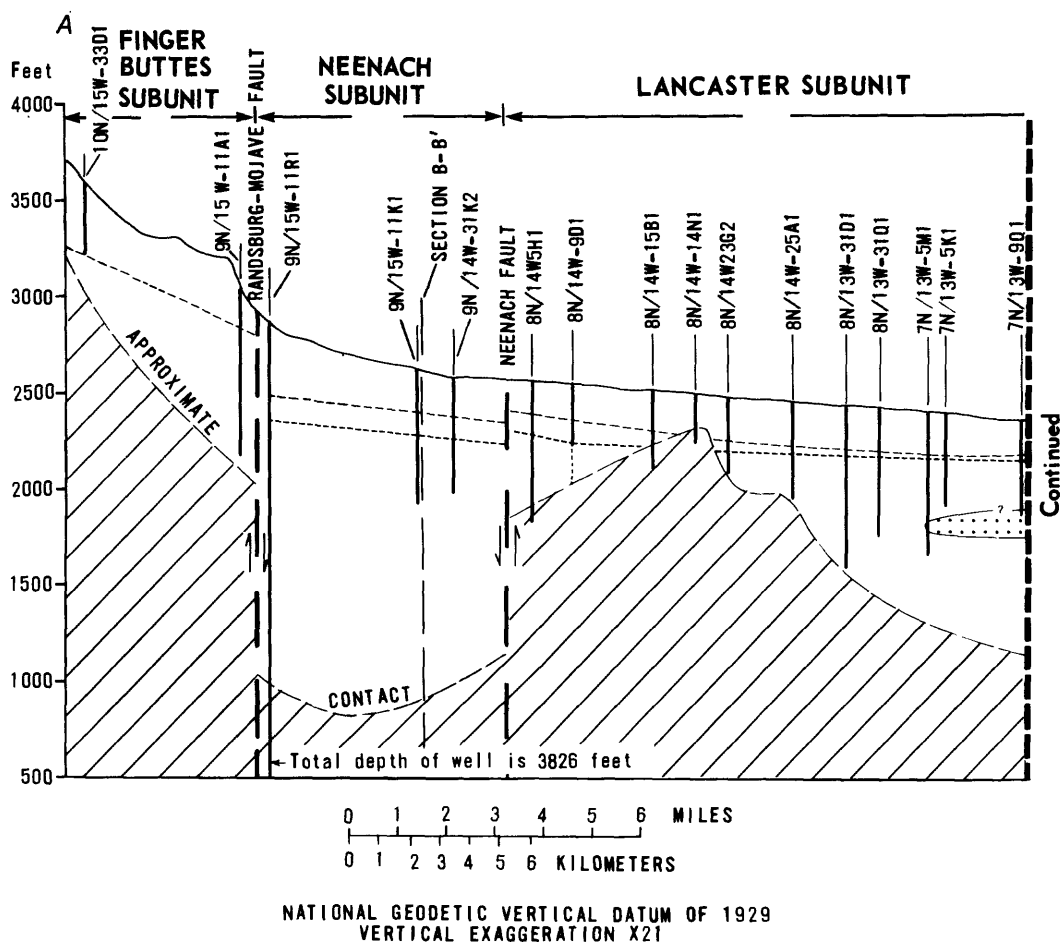 A
FINGER
BUTTES
SUBUNIT
NEENACH
SUBUNIT
LANCASTER SUBUNIT
Feet
4000
3500
3000
2500
2000
1500
1000
500
10N/15W-33D1
9N/15W-11A1
RANDSBURG-MOJAVE FAULT
9N/15W-11R1
9N/15W-11K1
SECTION B-B'
9N/14W-31K2
NEENACH FAULT
8N/14W5H1
8N/14W-9D1
8N/14W-15B1
8N/14W-14N1
8N/14W23G2
8N/14W-25A1
8N/13W-31D1
8N/13W-31Q1
7N/13W-5M1
7N/13W-5K1
7N/13W-9Q1
APPROXIMATE
CONTACT
?
Continued
Total depth of well is 3826 feet
0 1 2 3 4 5 6 MILES
0 1 2 3 4 5 6 KILOMETERS
NATIONAL GEODETIC VERTICAL DATUM OF 1929
VERTICAL EXAGGERATION X21